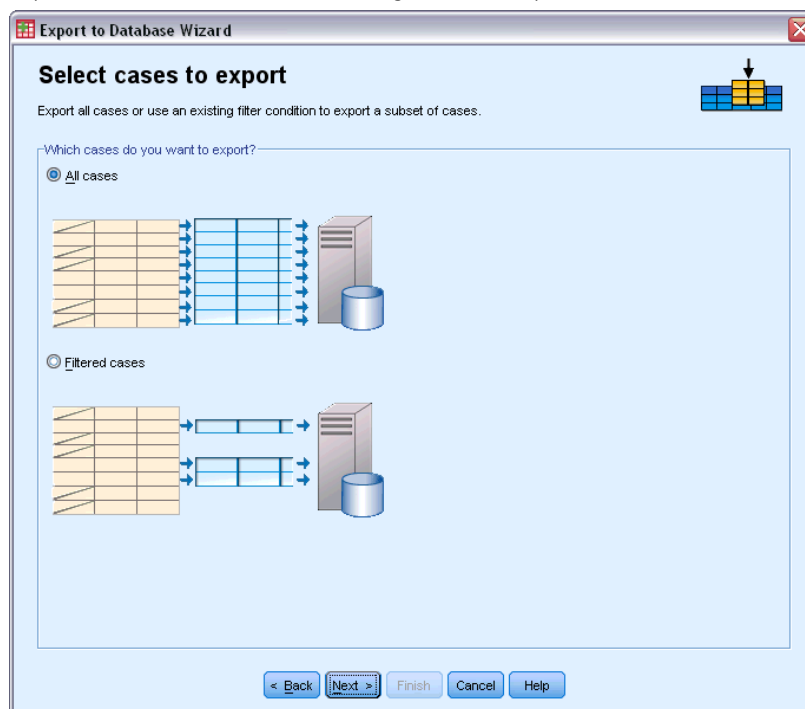 Export to Database Wizard
Select cases to export
Export all cases or use an existing filter condition to export a subset of cases.
Which cases do you want to export?
All cases
Filtered cases
< Back Next > Finish Cancel Help